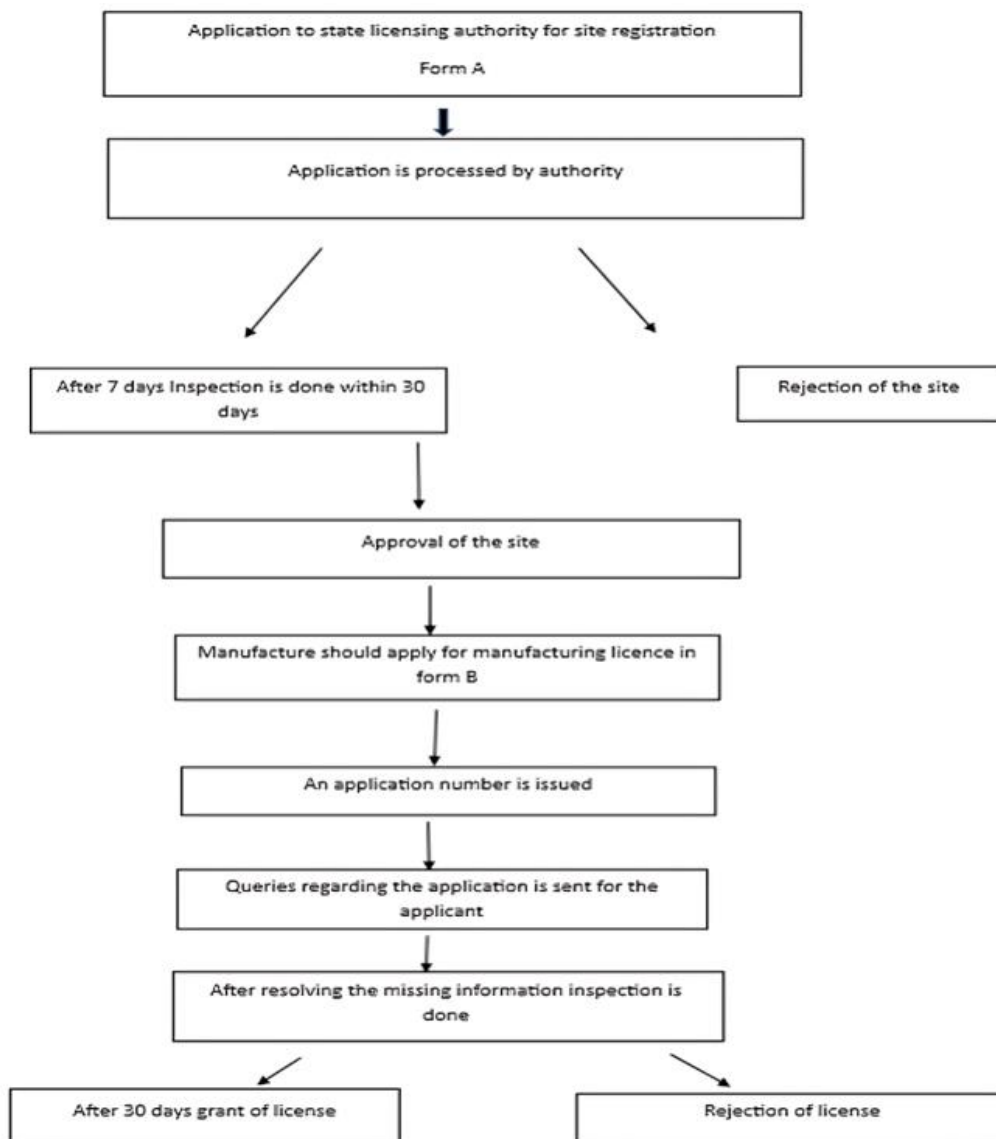 Application to state licensing authority for site registration
Form A
Application is processed by authority
After 7 days Inspection is done within 30
days
Rejection of the site
Approval of the site
Manufacture should apply for manufacturing licence in
form B
An application number is issued
Queries regarding the application is sent for the
applicant
After resolving the missing information inspection is
done
After 30 days grant of license
Rejection of license